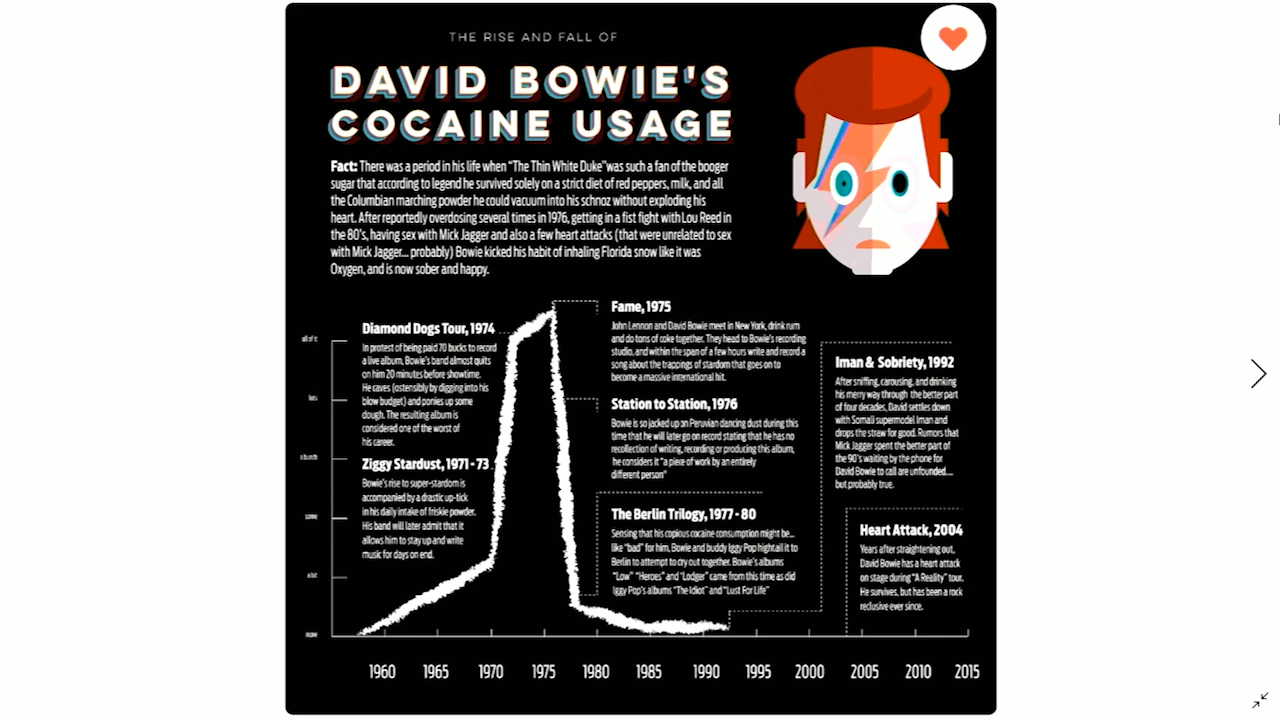 THE RISE AND FALL OF
DAVID BOWIE'S
COCAINE USAGE
Fact: There was a period in his life when "The Thin White Duke"was such a fan of the booger
sugar that according to legend he survived solely on a strict diet of red peppers, milk, and all
the Columbian marching powder he could vacuum into his schnoz without exploding his
heart. After reportedly overdosing several times in 1976, getting in a fist fight with Lou Reed in
the 80's, having sex with Mick Jagger and also a few heart attacks (that were unrelated to sex
with Mick Jagger... probably) Bowie kicked his habit of inhaling Florida snow like it was
Oxygen, and is now sober and happy.
Diamond Dogs Tour, 1974
In protest of being paid 70 bucks to record
a live album, Bowie's band almost quits
on him 20 minutes before showtime.
He caves (ostensibly by digging into his
blow budget) and ponies up some
dough. The resulting album is
considered one of the worst of
his career.
Ziggy Stardust, 1971-73
Bowie's rise to super-stardom is
accompanied by a drastic up-tick
in his daily intake of friskie powder.
His band will later admit that it
allows him to stay up and write
music for days on end.
Fame, 1975
John Lennon and David Bowie meet in New York, drink rum
and do tons of coke together. They head to Bowie's recording
studio, and within the span of a few hours write and record a
song about the trappings of stardom that goes on to
become a massive international hit.
Station to Station, 1976
Bowie is so jacked up on Peruvian dancing dust during this
time that he will later go on record stating that he has no
recollection of writing, recording or producing this album,
he considers it "a piece of work by an entirely
different person"
The Berlin Trilogy, 1977-80
Sensing that his copious cocaine consumption might be...
like "bad" for him, Bowie and buddy Iggy Pop hightail it to
Berlin to attempt to cry out together. Bowie's albums
"Low" "Heroes" and "Lodger" came from this time as did
Iggy Pop's albums "The Idiot" and "Lust For Life"
Iman & Sobriety, 1992
After sniffing, carousing, and drinking
his merry way through the better part
of four decades, David settles down
with Somali supermodel Iman and
drops the straw for good. Rumors that
Mick Jagger spent the better part of
the 90's waiting by the phone for
David Bowie to call are unfounded....
but probably true.
Heart Attack, 2004
Years after straightening out,
David Bowie has a heart attack
on stage during "A Reality" tour.
He survives, but has been a rock
reclusive ever since.
all of it
lots
a bunch
some
a bit
none
1960 1965 1970 1975 1980 1985 1990 1995 2000 2005 2010 2015